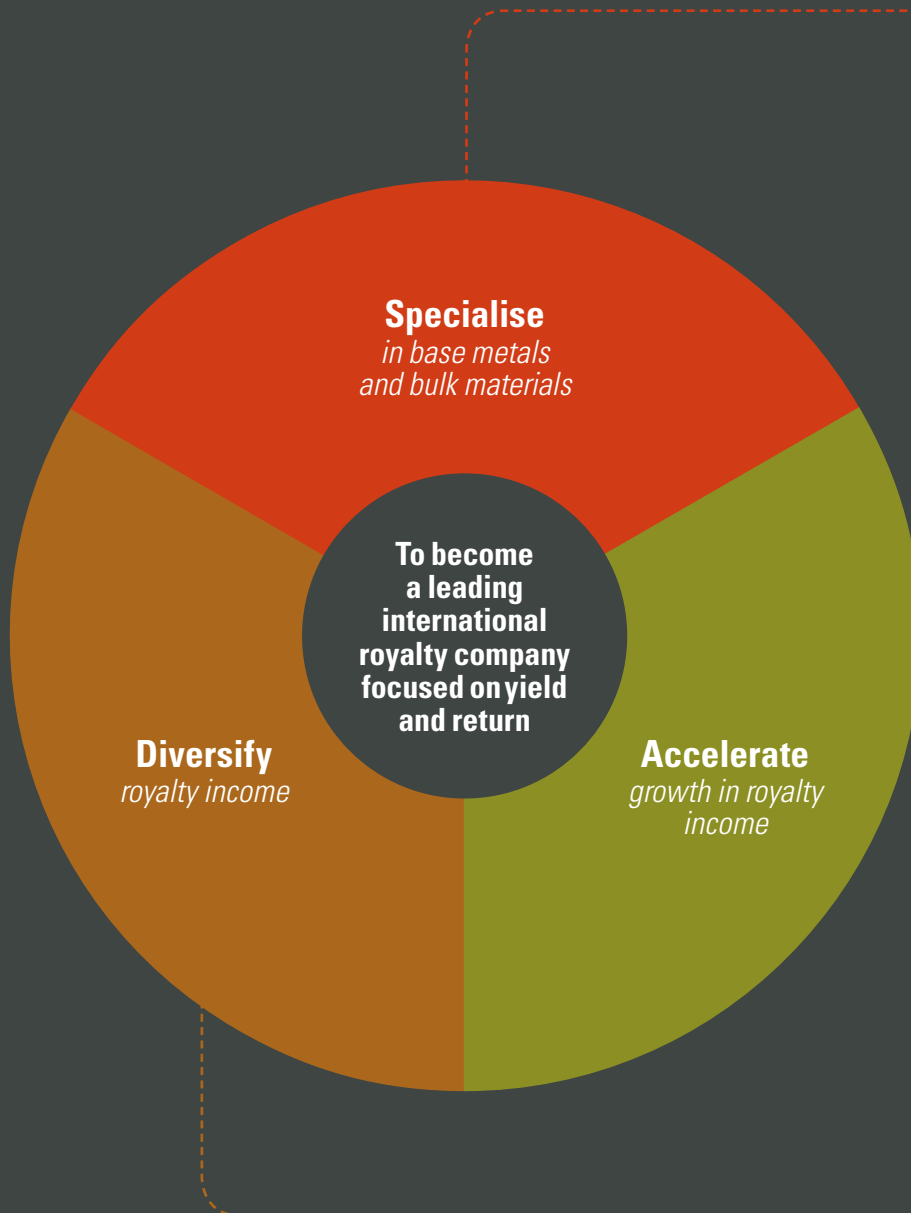 Specialise
in base metals
and bulk materials
To become
a leading
international
royalty company
focused on yield
and return
Diversify
royalty income
Accelerate
growth in royalty
income